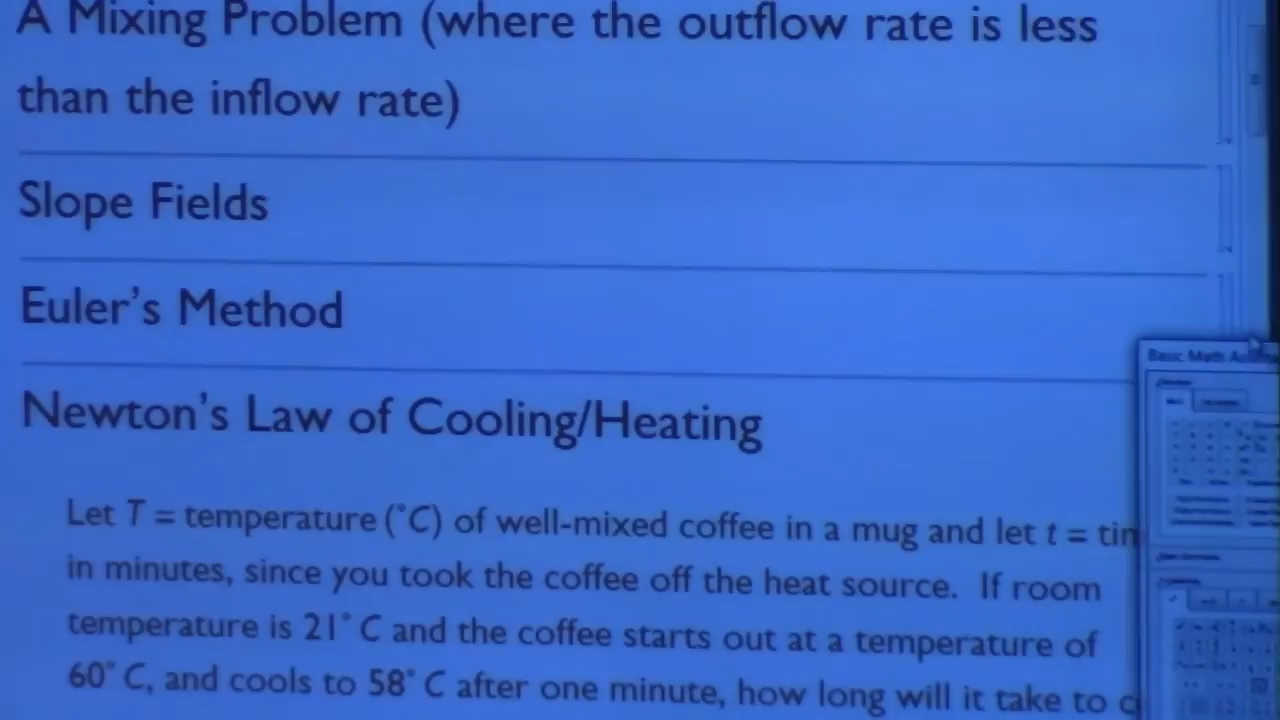 A Mixing Problem (where the outflow rate is less
than the inflow rate)
Slope Fields
Euler's Method
Newton's Law of Cooling/Heating
Let T = temperature (°C) of well-mixed coffee in a mug and let t =
in minutes, since you took the coffee off the heat source. If room
temperature is 21° C and the coffee starts out at a temperature of
60° C, and cools to 58° C after one minute, how long will it take to
Basic Math